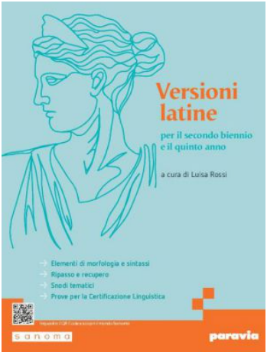 Versioni
latine
per il secondo biennio
e il quinto anno
a cura di Luisa Rossi
Elementi di morfologia e sintassi
Ripasso e recupero
Snodi tematici
Prove per la Certificazione Linguistica
sanoma
paravia